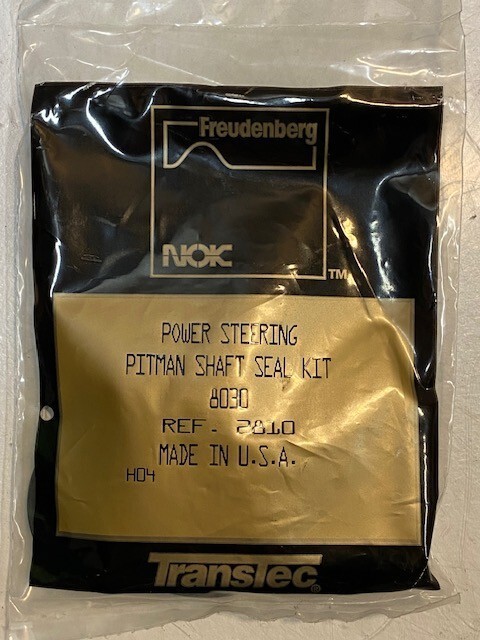 Freudenberg
NOK
TM
POWER STEERING
PITMAN SHAFT SEAL KIT
8030
REF. 2810
MADE IN U.S.A.
H04
TransTec®